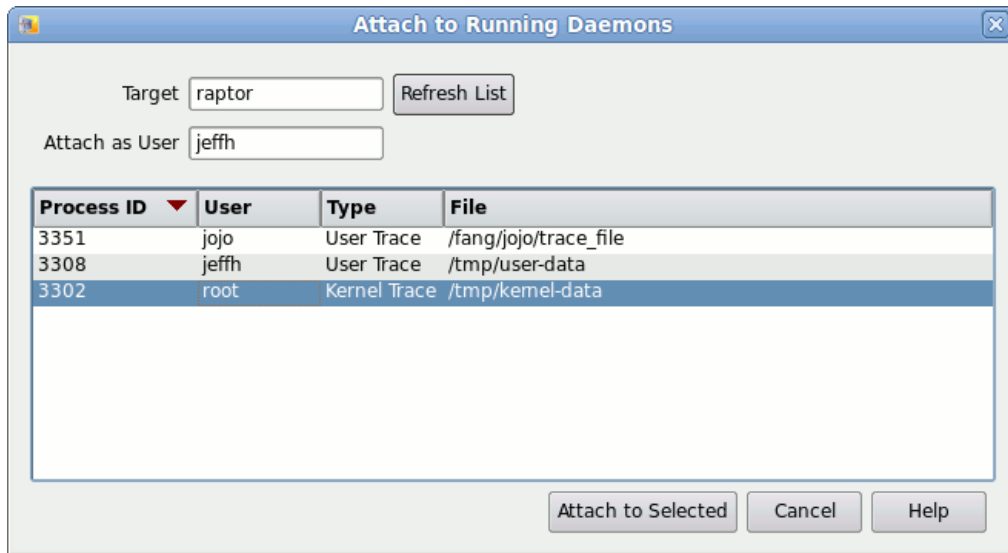 Attach to Running Daemons
Target raptor Refresh List
Attach as User jeffh
Process ID User Type File
3351 jojo User Trace /fang/jojo/trace_file
3308 jeffh User Trace /tmp/user-data
3302 root Kernel Trace /tmp/kernel-data
Attach to Selected Cancel Help